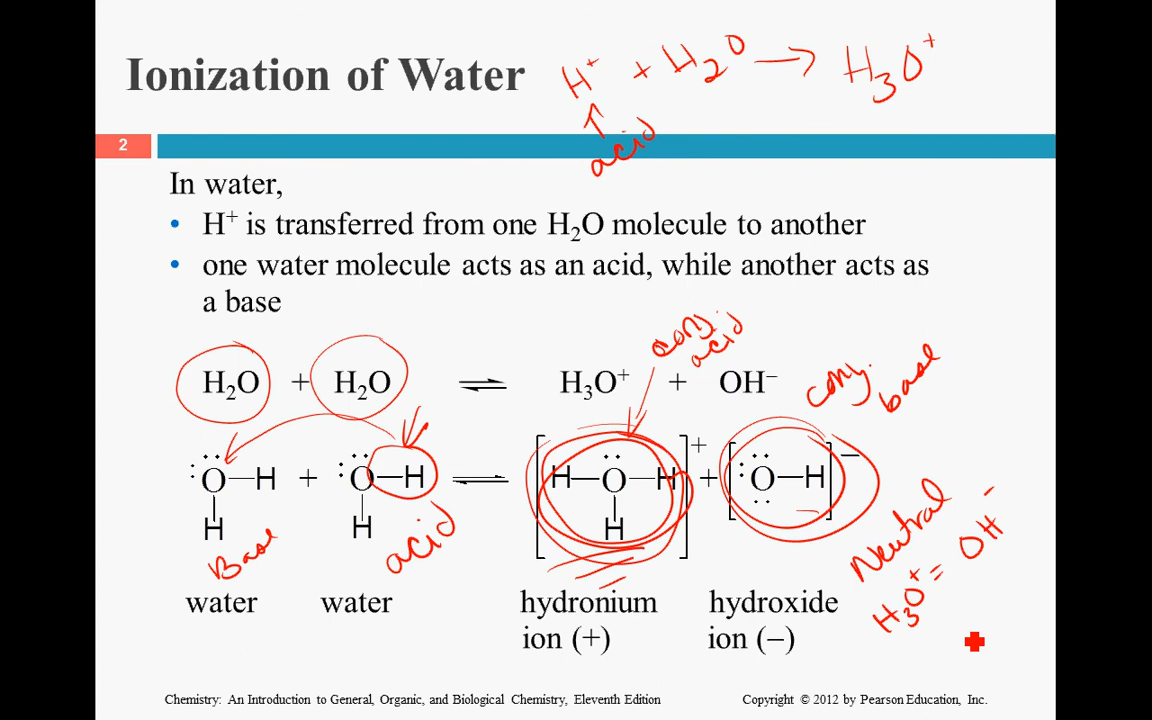 Ionization of Water
H⁺ + H₂O → H₃O⁺
↑
acid
2
In water,
• H⁺ is transferred from one H₂O molecule to another
• one water molecule acts as an acid, while another acts as
a base
conj. acid
conj. base
H₂O + H₂O ⇌ H₃O⁺ + OH⁻
:Ö—H + :Ö—H ⇌ [H—Ö—H]⁺ + [:Ö—H]⁻
H H H
Base acid
Neutral
H₃O⁺ = OH⁻
water water hydronium hydroxide
ion (+) ion (−)
Chemistry: An Introduction to General, Organic, and Biological Chemistry, Eleventh Edition
Copyright © 2012 by Pearson Education, Inc.